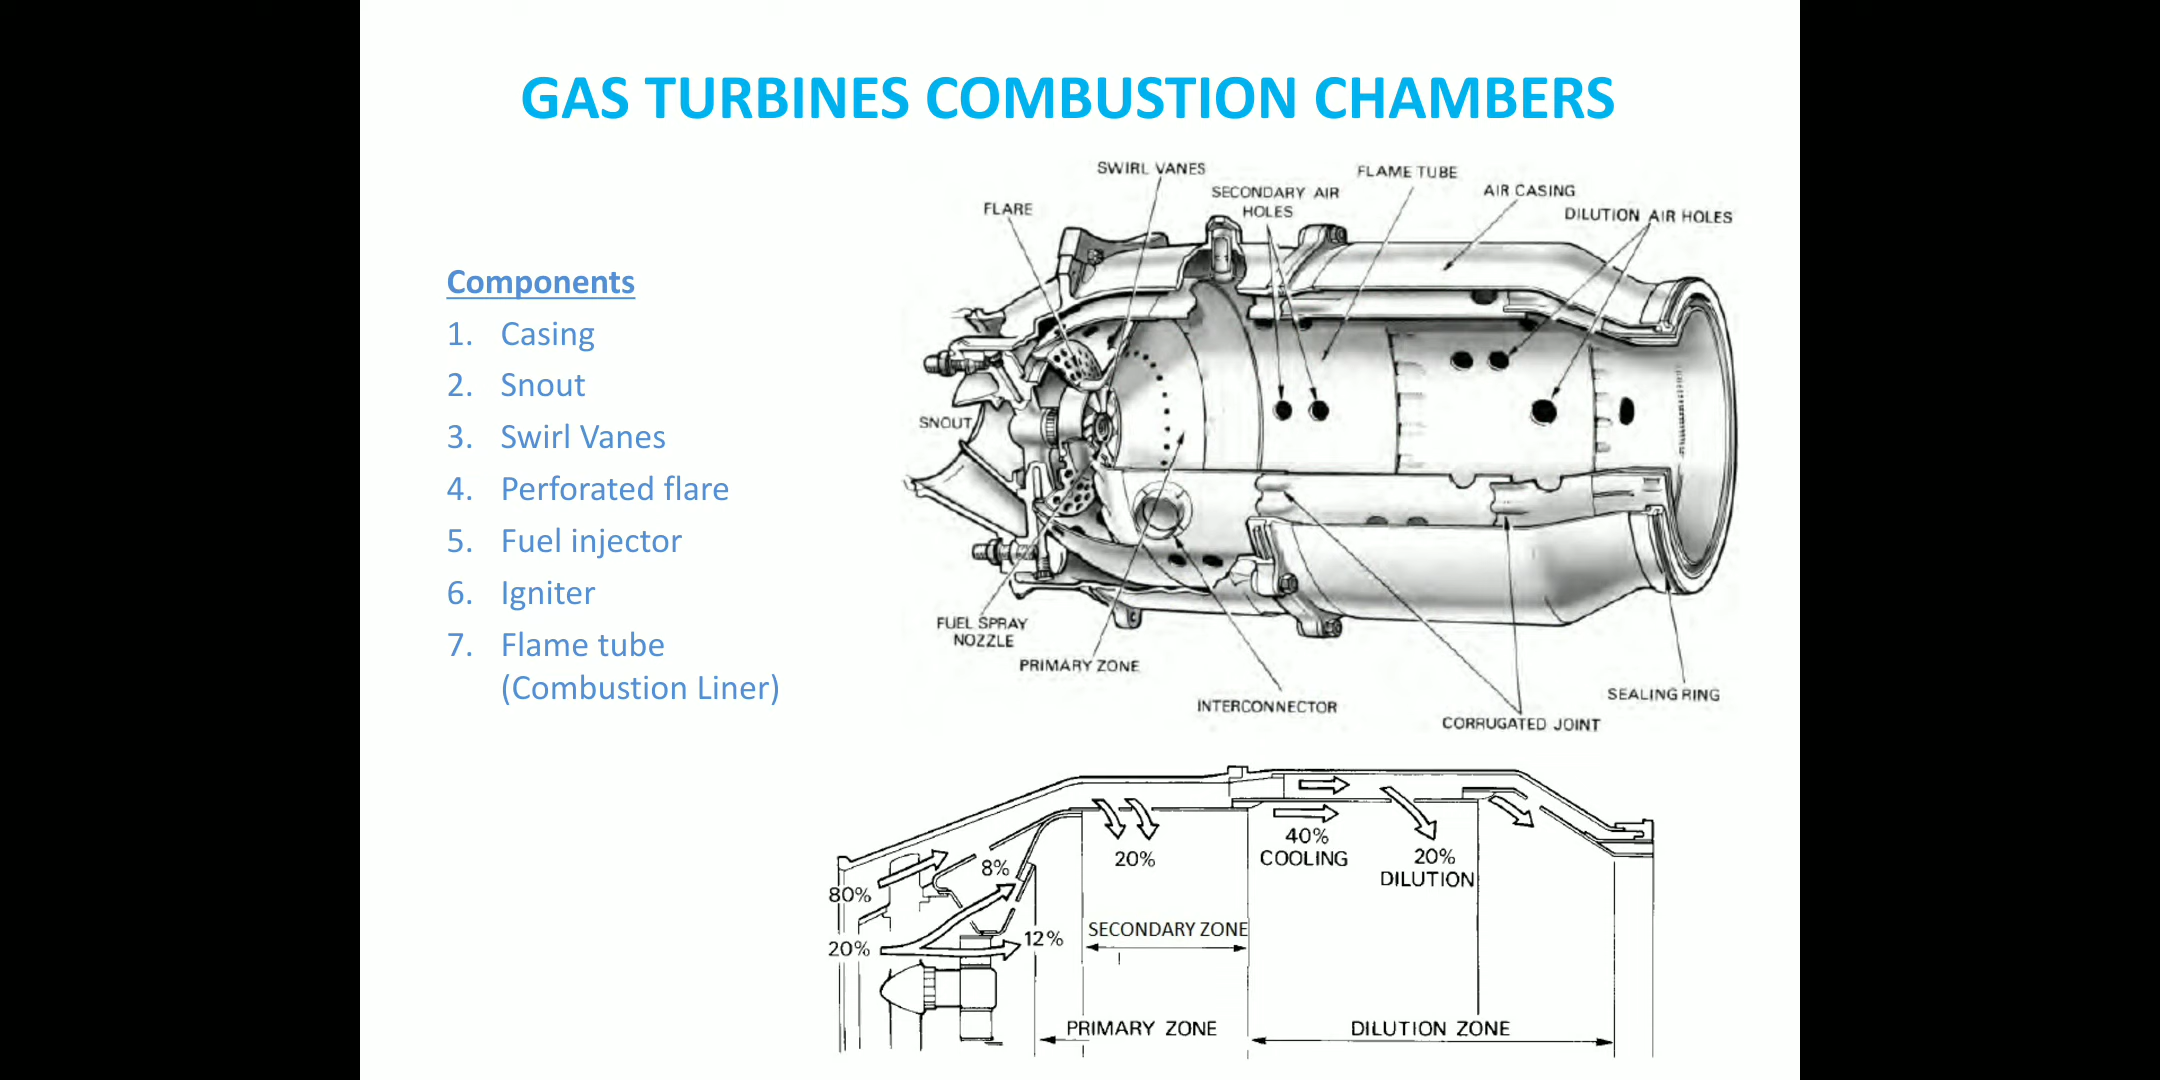 GAS TURBINES COMBUSTION CHAMBERS
Components
1. Casing
2. Snout
3. Swirl Vanes
4. Perforated flare
5. Fuel injector
6. Igniter
7. Flame tube
(Combustion Liner)
SWIRL VANES
FLAME TUBE
SECONDARY AIR
HOLES
AIR CASING
FLARE
DILUTION AIR HOLES
SNOUT
FUEL SPRAY
NOZZLE
PRIMARY ZONE
INTERCONNECTOR
SEALING RING
CORRUGATED JOINT
80%
8%
20%
12%
20%
40%
COOLING
20%
DILUTION
SECONDARY ZONE
PRIMARY ZONE
DILUTION ZONE